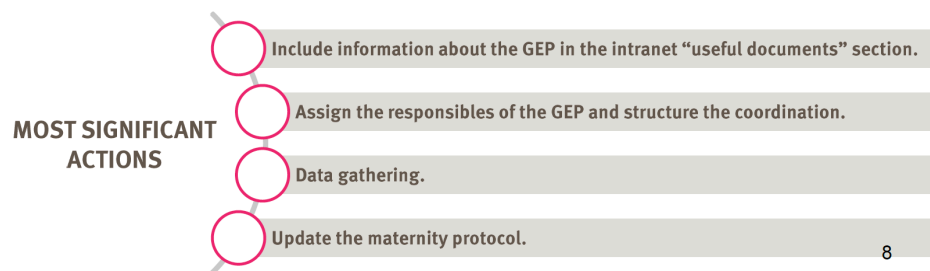 MOST SIGNIFICANT
ACTIONS
Include information about the GEP in the intranet “useful documents” section.
Assign the responsibles of the GEP and structure the coordination.
Data gathering.
Update the maternity protocol.
8